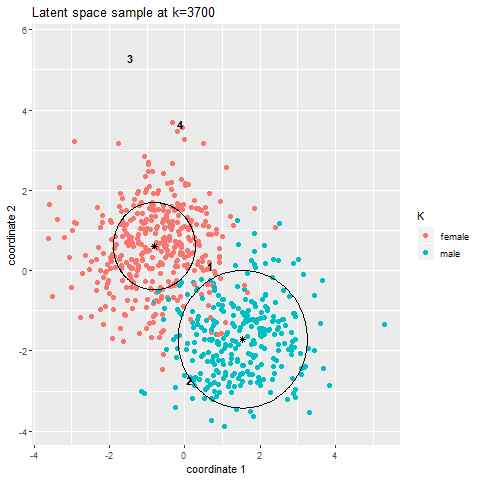 Latent space sample at k=3700
6
4
2
0
-2
-4
coordinate 2
3
4
1
2
* 
*
-4 -2 0 2 4
coordinate 1
K
female
male